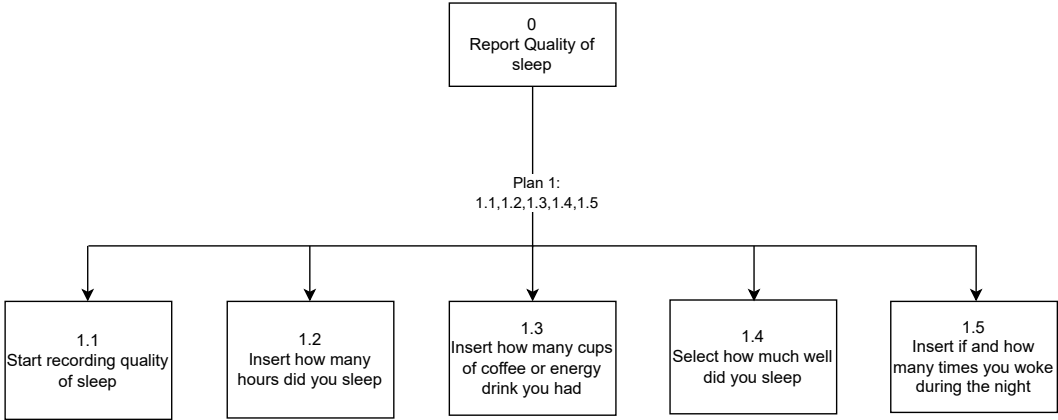 0
Report Quality of
sleep
Plan 1:
1.1,1.2,1.3,1.4,1.5
1.1
Start recording quality
of sleep
1.2
Insert how many
hours did you sleep
1.3
Insert how many cups
of coffee or energy
drink you had
1.4
Select how much well
did you sleep
1.5
Insert if and how
many times you woke
during the night